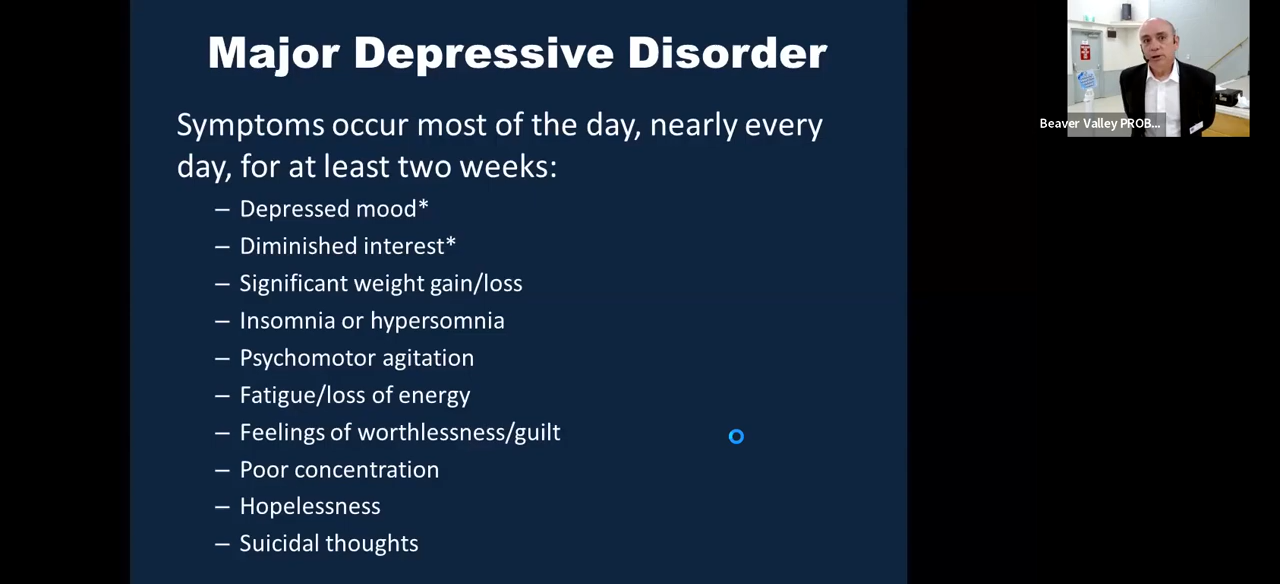 Major Depressive Disorder
Symptoms occur most of the day, nearly every
day, for at least two weeks:
– Depressed mood*
– Diminished interest*
– Significant weight gain/loss
– Insomnia or hypersomnia
– Psychomotor agitation
– Fatigue/loss of energy
– Feelings of worthlessness/guilt
– Poor concentration
– Hopelessness
– Suicidal thoughts
Beaver Valley PROB...